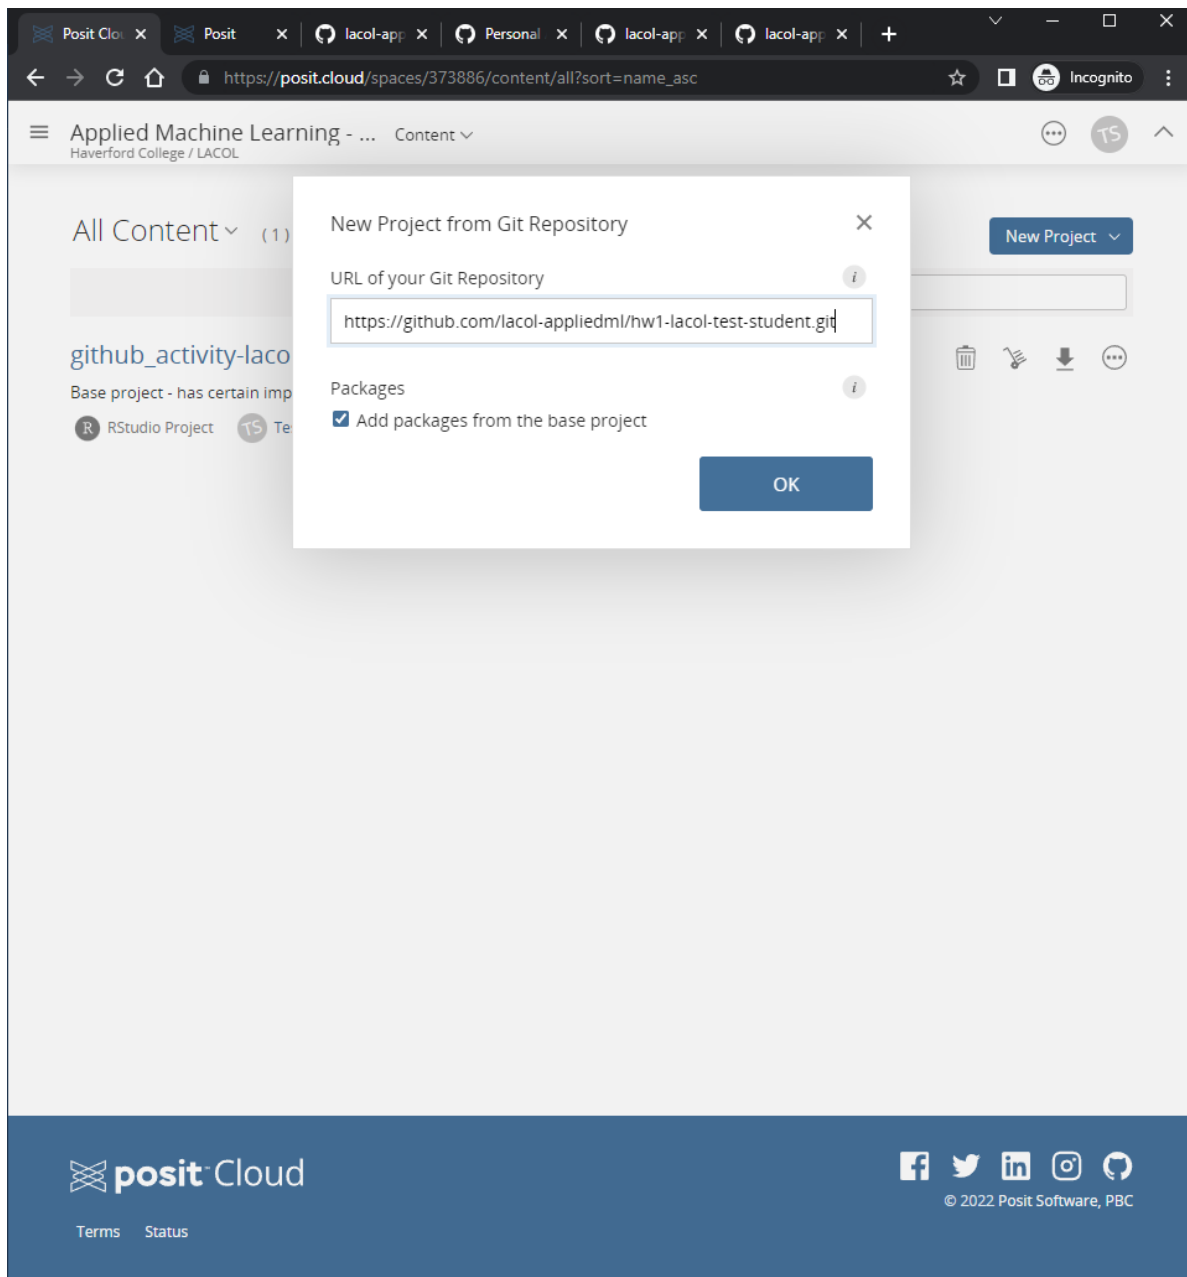 Posit Clou
Posit
lacol-app
Personal
lacol-app
lacol-app
https://posit.cloud/spaces/373886/content/all?sort=name_asc
Incognito
Applied Machine Learning - ...
Content
Haverford College / LACOL
TS
All Content
(1)
New Project
New Project from Git Repository
URL of your Git Repository
i
https://github.com/lacol-appliedml/hw1-lacol-test-student.git
Packages
i
Add packages from the base project
OK
github_activity-laco
Base project - has certain imp
R
RStudio Project
TS
Te
posit Cloud
© 2022 Posit Software, PBC
Terms
Status